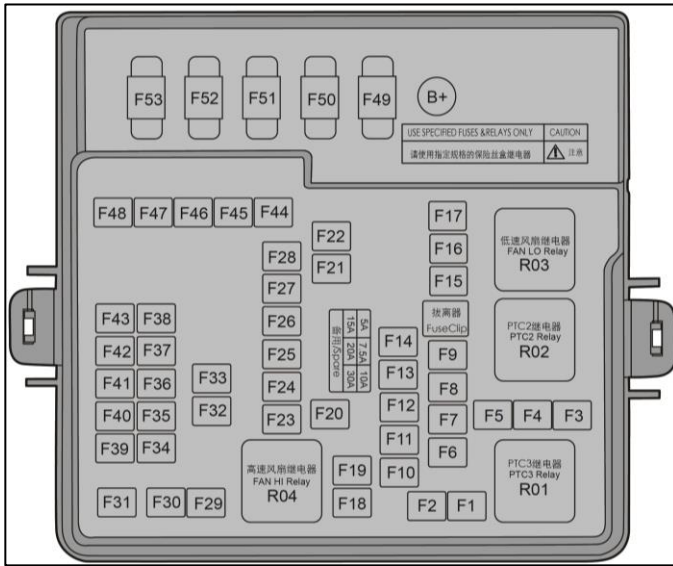 F53 F52 F51 F50 F49 B+
USE SPECIFIED FUSES &RELAYS ONLY CAUTION
请使用指定规格的保险丝盒继电器 注意
F48 F47 F46 F45 F44
F22
F21
F17
F16
F15
低速风扇继电器
FAN LO Relay
R03
F28
F27
F26
F25
F24
F23
5A 7.5A 10A
15A 20A 30A
备用/Spare
拔离器
FuseClip
PTC2继电器
PTC2 Relay
R02
F43 F38
F42 F37
F41 F36
F40 F35
F39 F34
F33
F32
F20
F14
F13
F12
F11
F10
F9
F8
F7
F6
F5 F4 F3
F31 F30 F29
高速风扇继电器
FAN HI Relay
R04
F19
F18
F2 F1
PTC3继电器
PTC3 Relay
R01